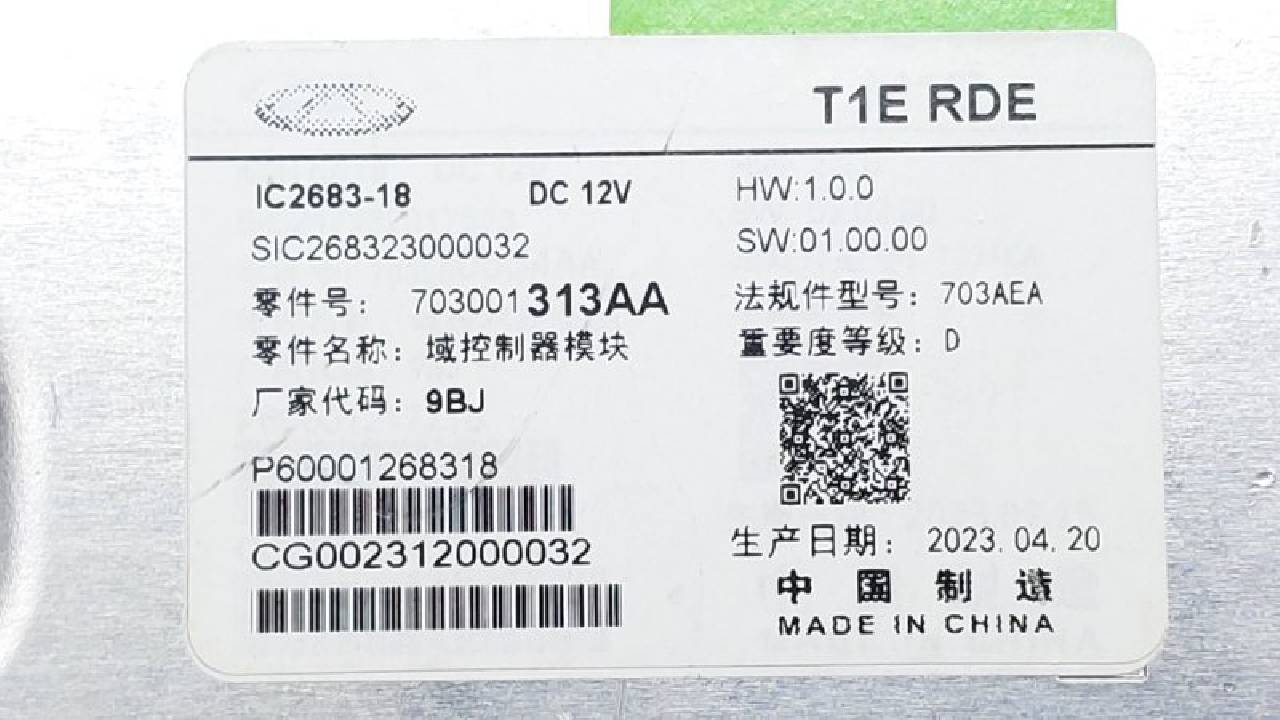 T1E RDE
IC2683-18 DC 12V
HW:1.0.0
SIC268323000032
SW:01.00.00
零件号： 703001313AA
法规件型号：703AEA
零件名称：域控制器模块
重要度等级：D
厂家代码：9BJ
P60001268318
CG002312000032
生产日期： 2023.04.20
中国制造
MADE IN CHINA